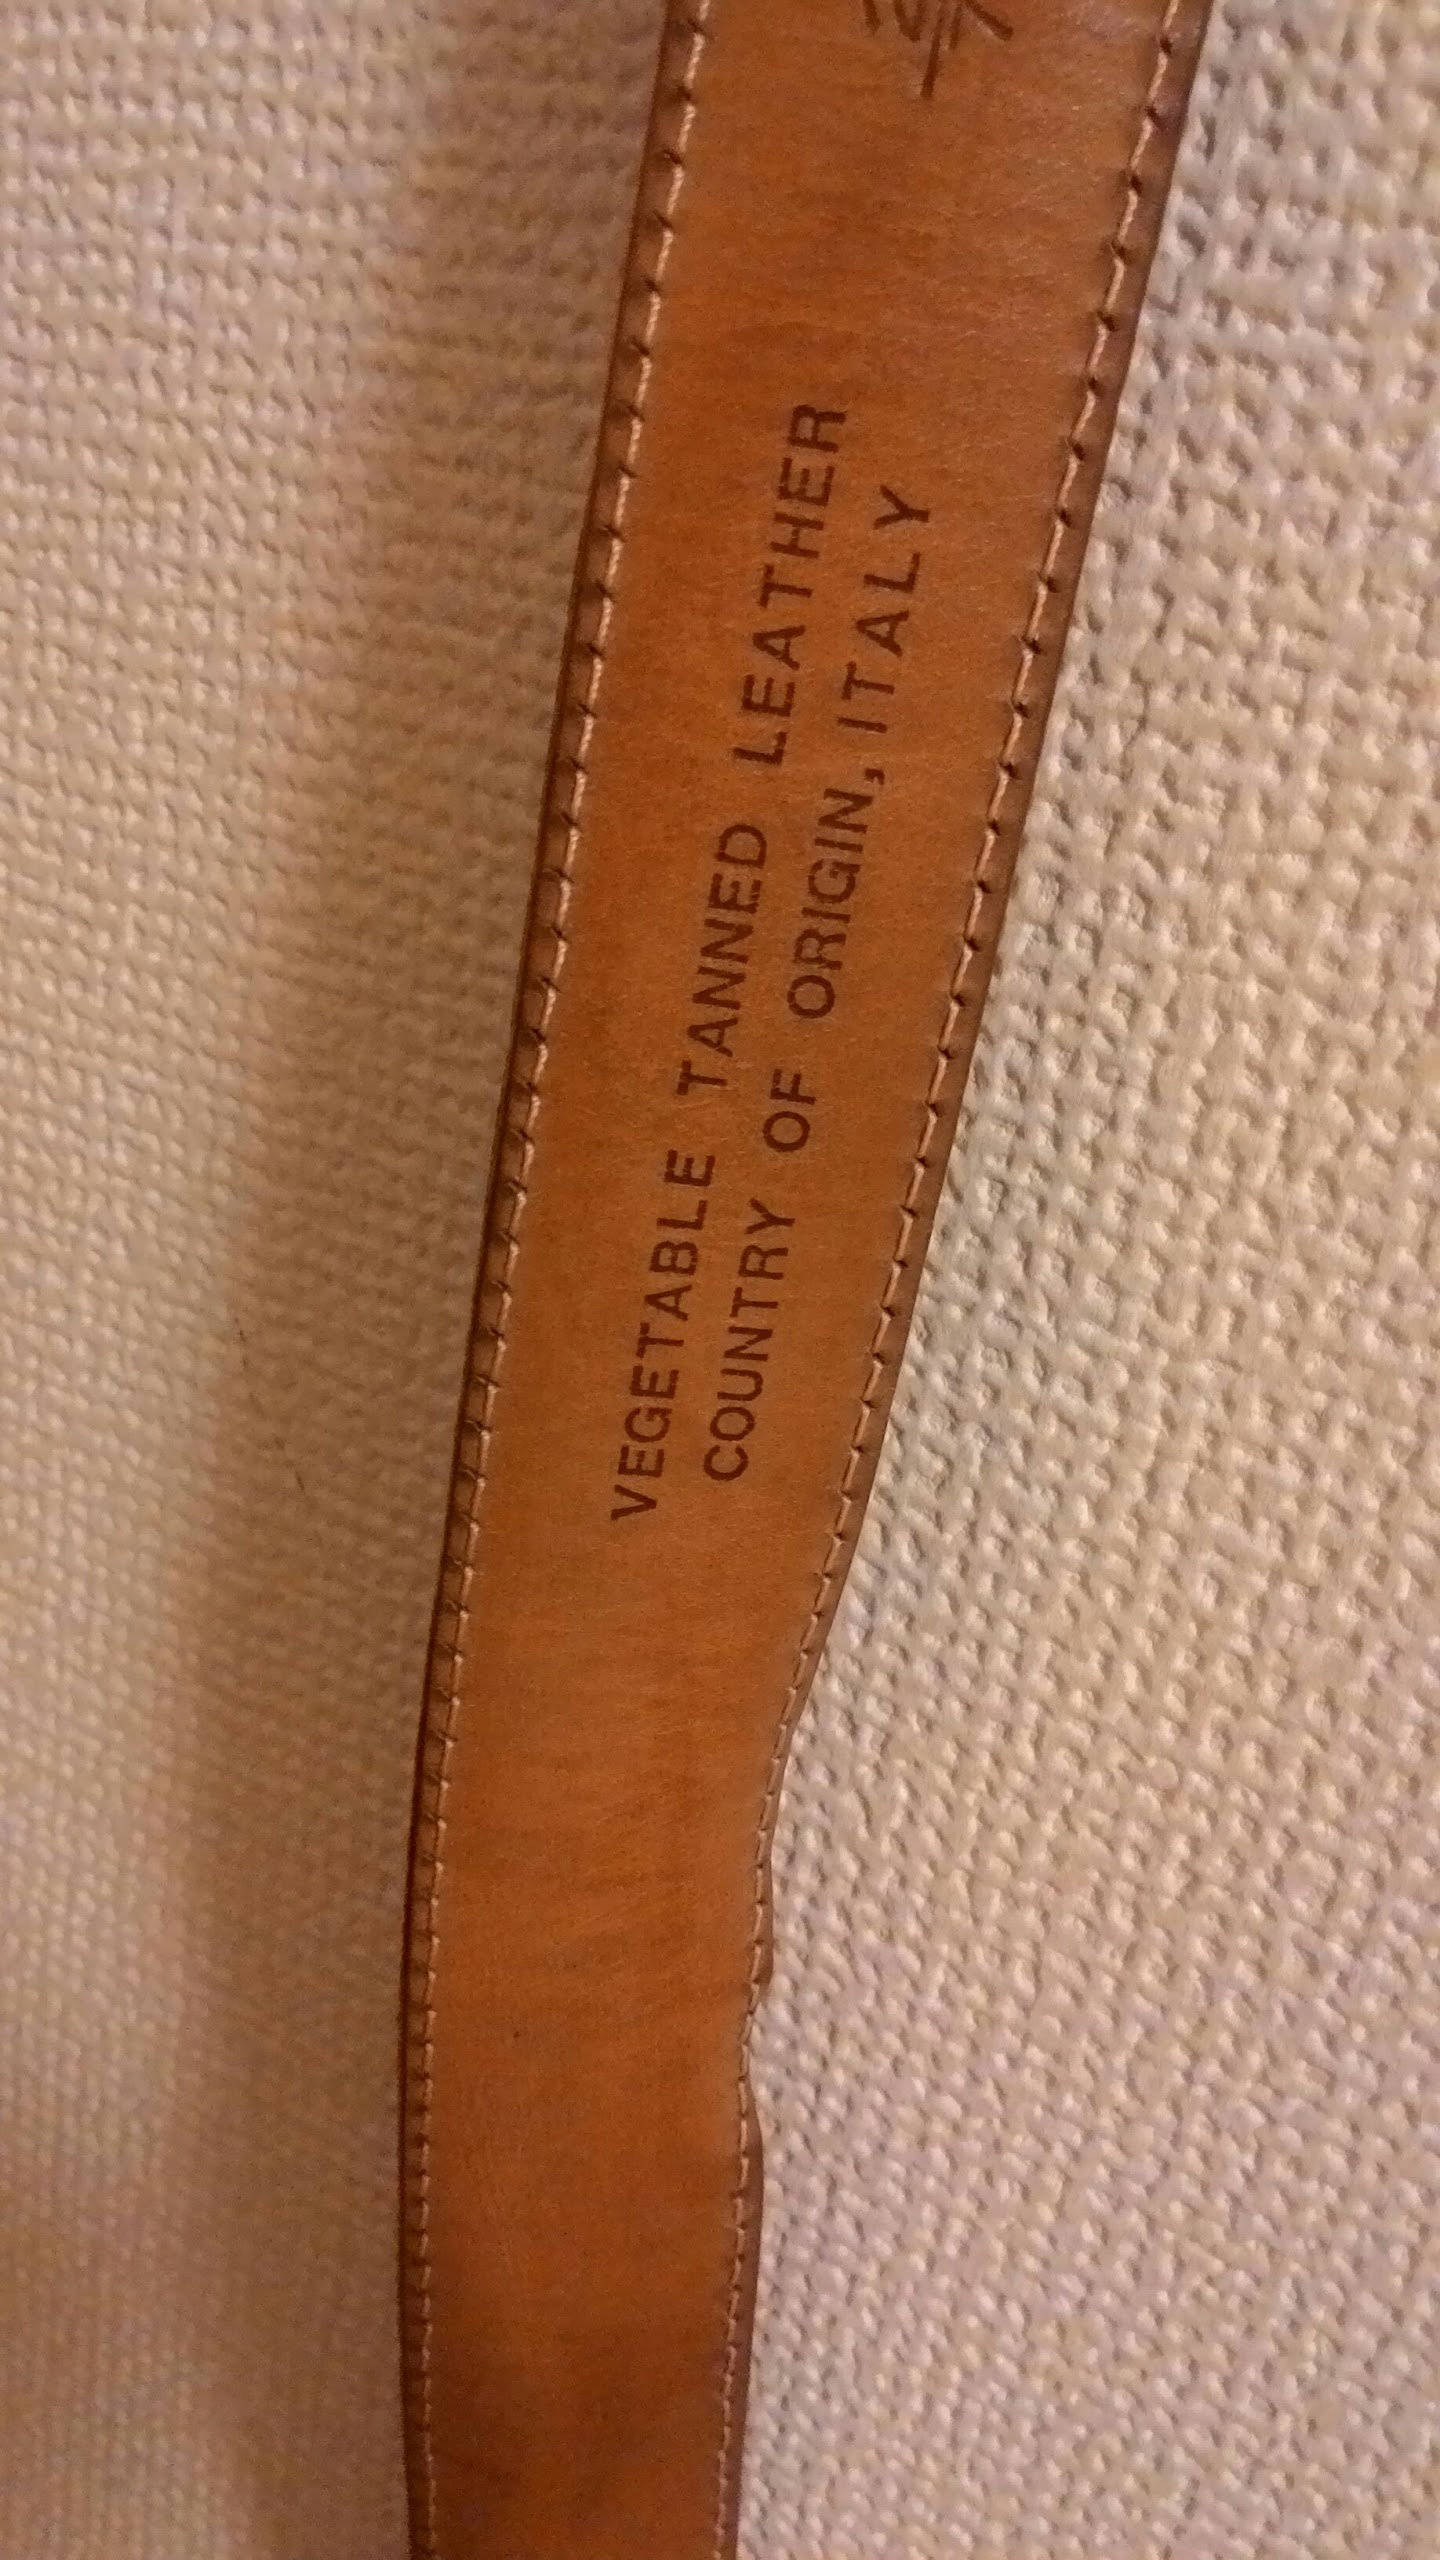 VEGETABLE TANNED LEATHER
COUNTRY OF ORIGIN, ITALY